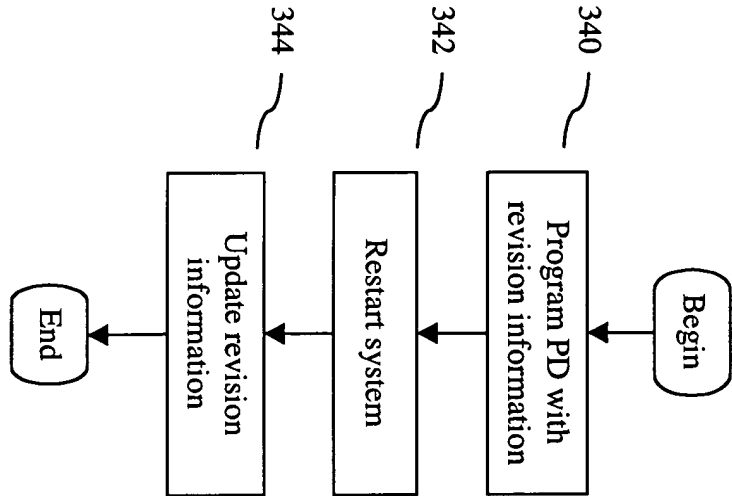 Begin
340
Program PD with
revision information
342
Restart system
344
Update revision
information
End